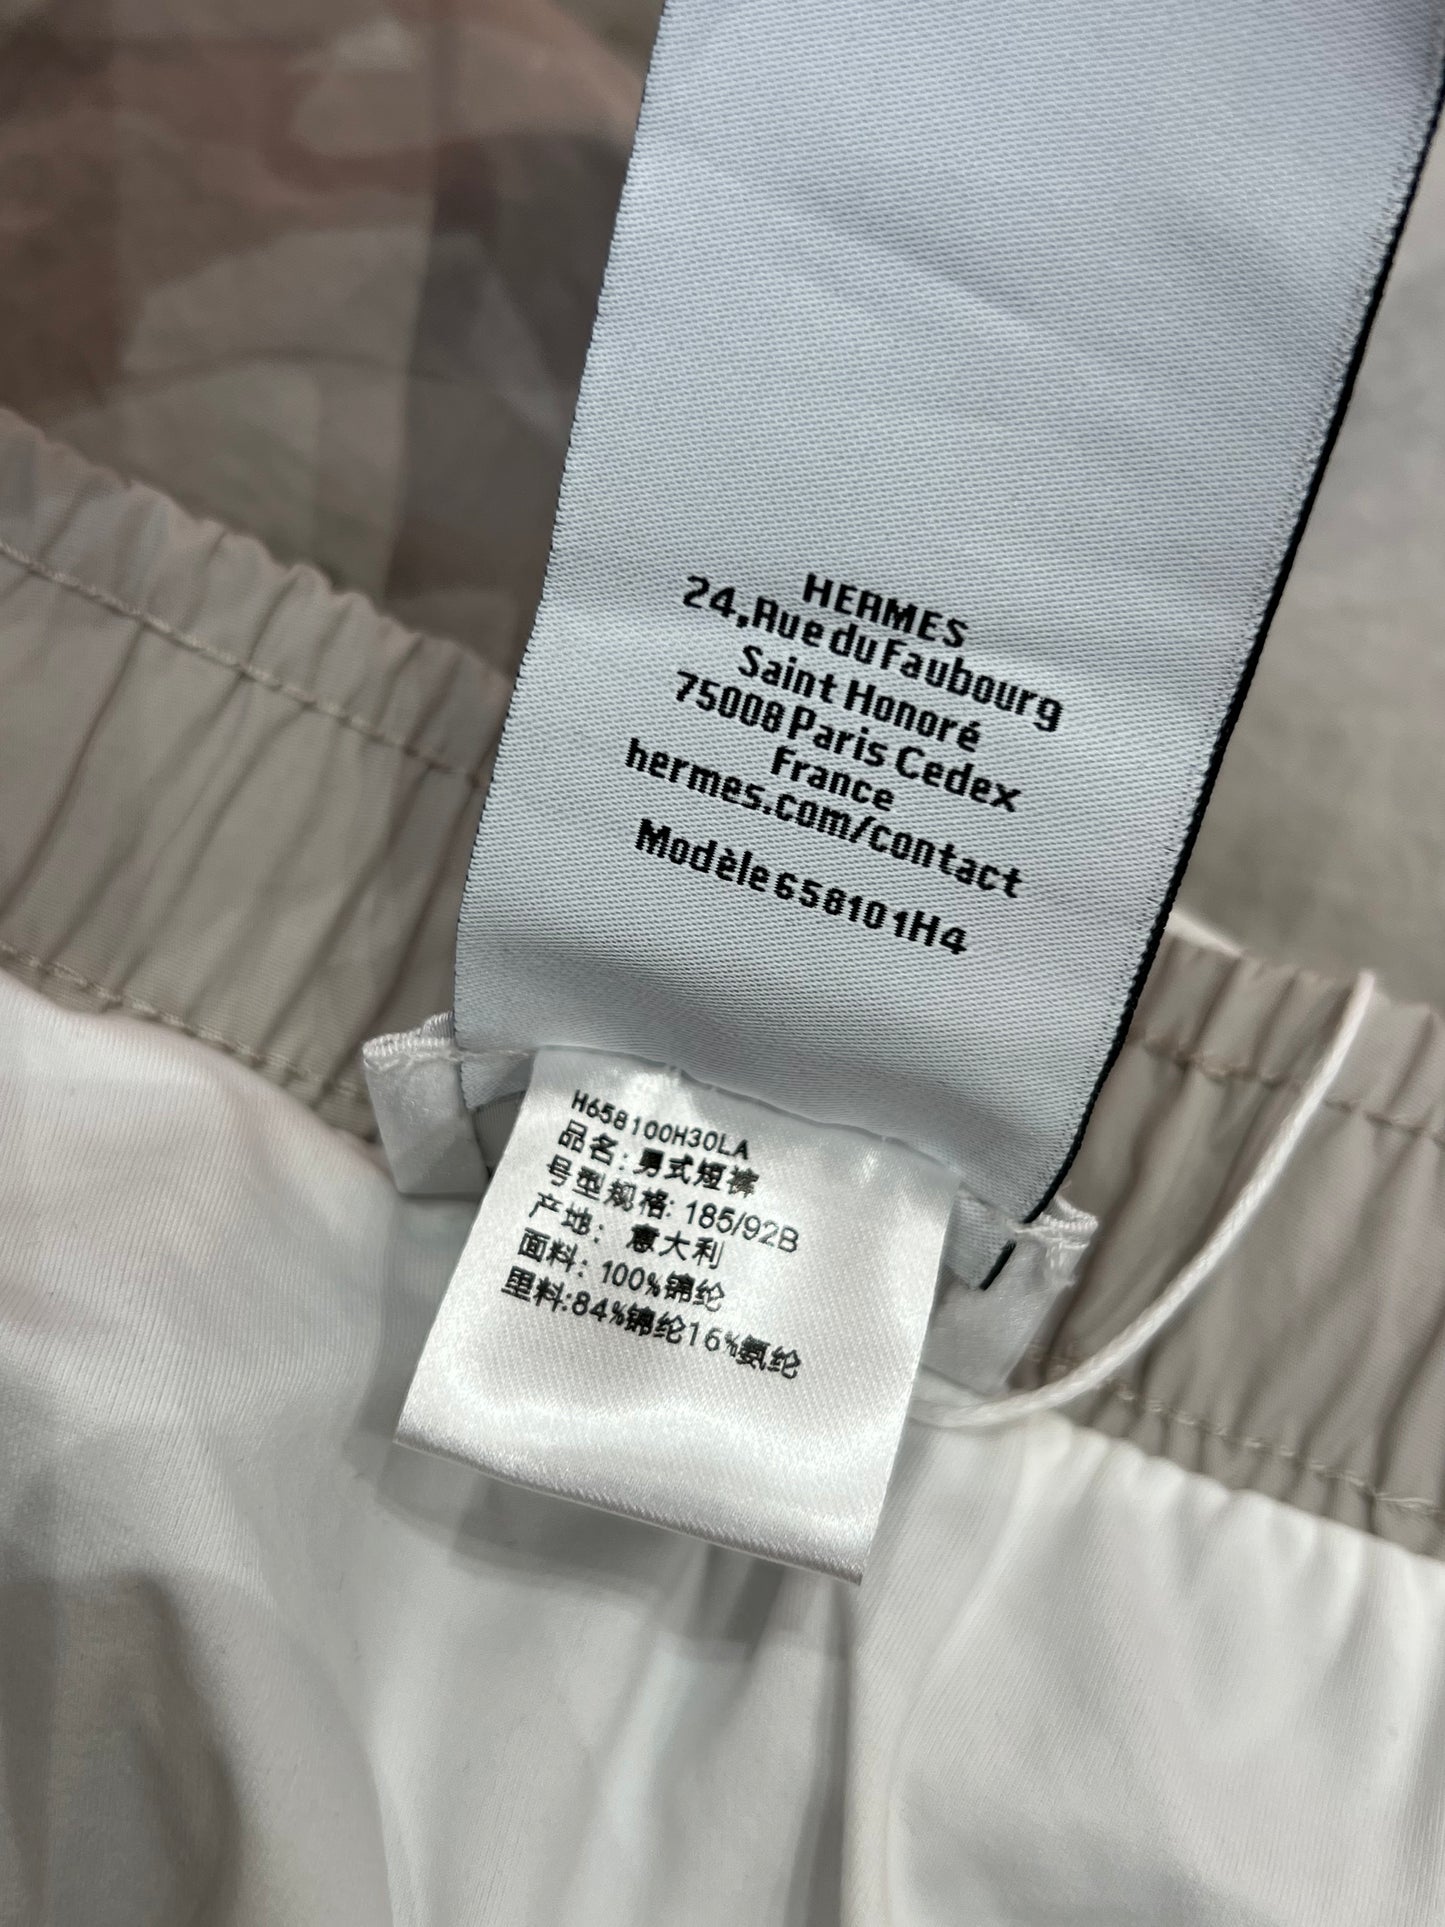 HERMES
24,Rue du Faubourg
Saint Honoré
75008 Paris Cedex
France
hermes.com/contact
Modèle 658101H4
H658100H30LA
品名:男式短裤
号型规格: 185/92B
产地: 意大利
面料: 100%锦纶
里料:84%锦纶16%氨纶